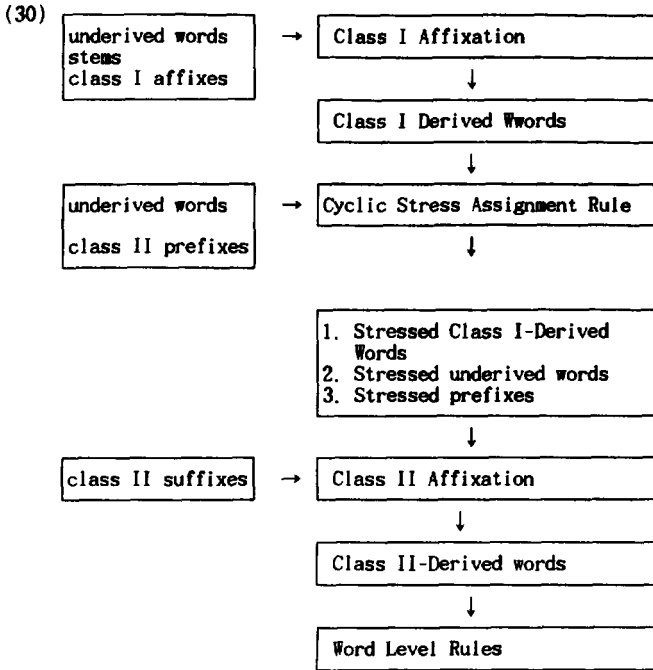 (30)
underived words
stems
class I affixes
→
Class I Affixation
↓
Class I Derived Wwords
↓
underived words
class II prefixes
→
Cyclic Stress Assignment Rule
↓
1. Stressed Class I-Derived
Words
2. Stressed underived words
3. Stressed prefixes
↓
class II suffixes
→
Class II Affixation
↓
Class II-Derived words
↓
Word Level Rules